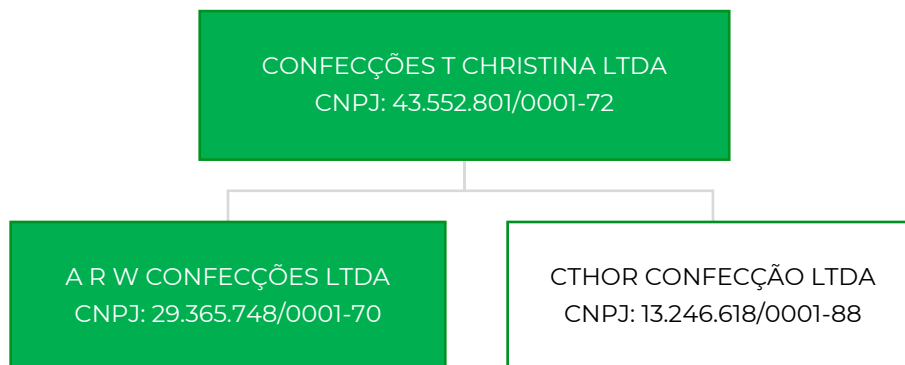 CONFECÇÕES T CHRISTINA LTDA
CNPJ: 43.552.801/0001-72
A R W CONFECÇÕES LTDA
CNPJ: 29.365.748/0001-70
CTHOR CONFECÇÃO LTDA
CNPJ: 13.246.618/0001-88